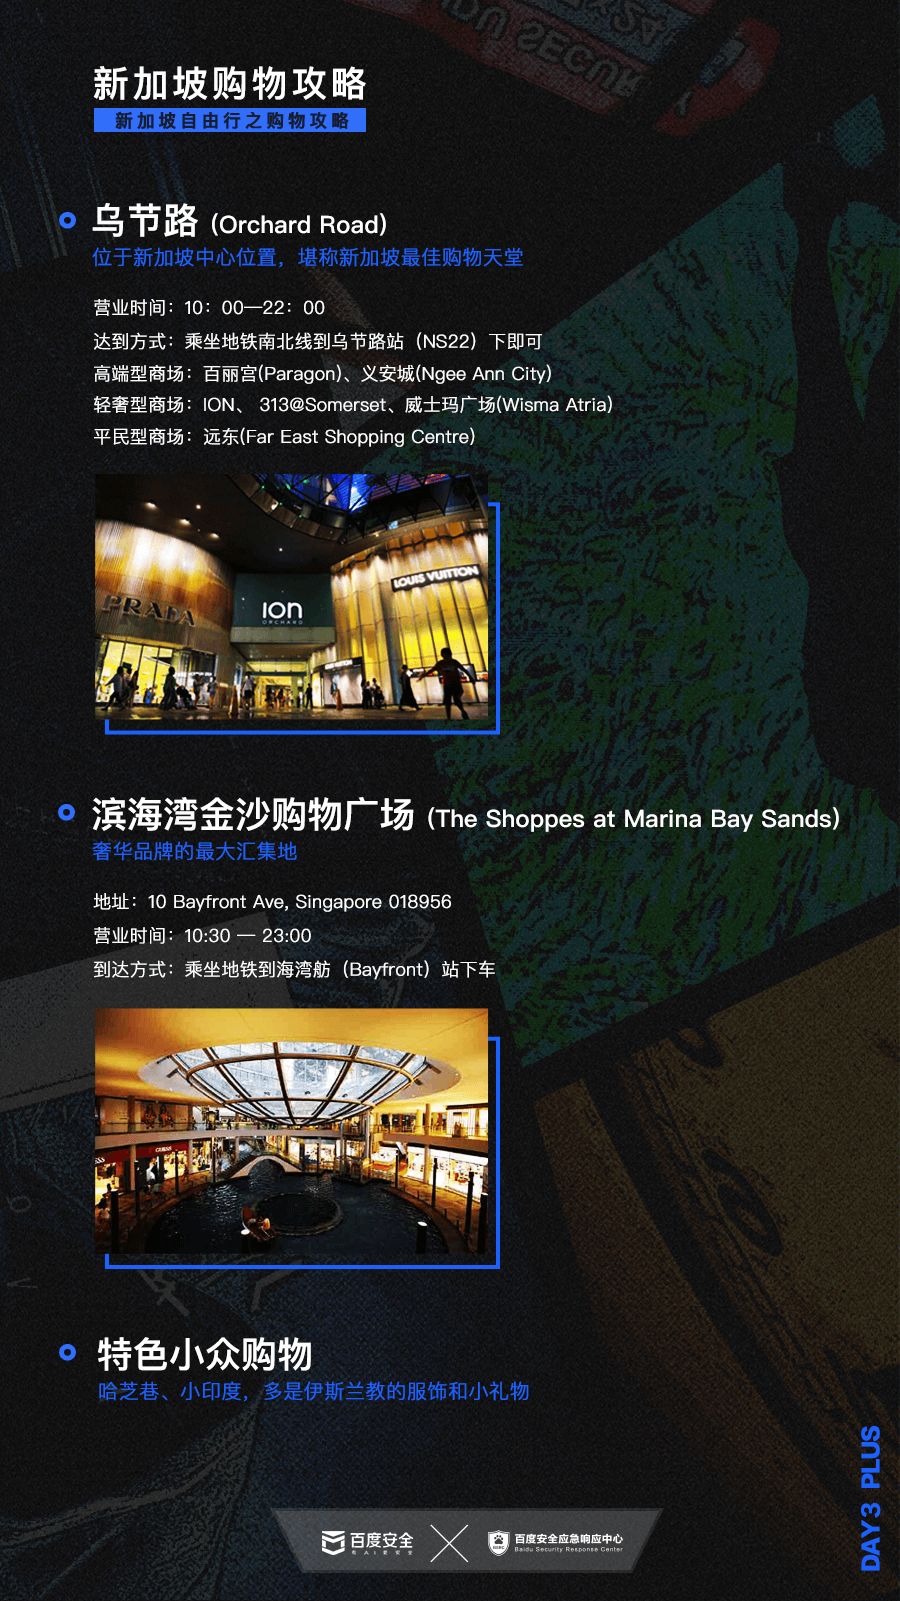 新加坡购物攻略
新加坡自由行之购物攻略
乌节路 (Orchard Road)
位于新加坡中心位置，堪称新加坡最佳购物天堂
营业时间：10：00—22：00
达到方式：乘坐地铁南北线到乌节路站（NS22）下即可
高端型商场：百丽宫(Paragon)、义安城(Ngee Ann City)
轻奢型商场：ION、 313@Somerset、威士玛广场(Wisma Atria)
平民型商场：远东(Far East Shopping Centre)
PRADA
ION
ORCHARD
LOUIS VUITTON
滨海湾金沙购物广场 (The Shoppes at Marina Bay Sands)
奢华品牌的最大汇集地
地址：10 Bayfront Ave, Singapore 018956
营业时间：10:30 — 23:00
到达方式：乘坐地铁到海湾舫（Bayfront）站下车
GUESS
特色小众购物
哈芝巷、小印度，多是伊斯兰教的服饰和小礼物
DAY3 PLUS
百度安全
有AI更安全
百度安全应急响应中心
Baidu Security Response Center